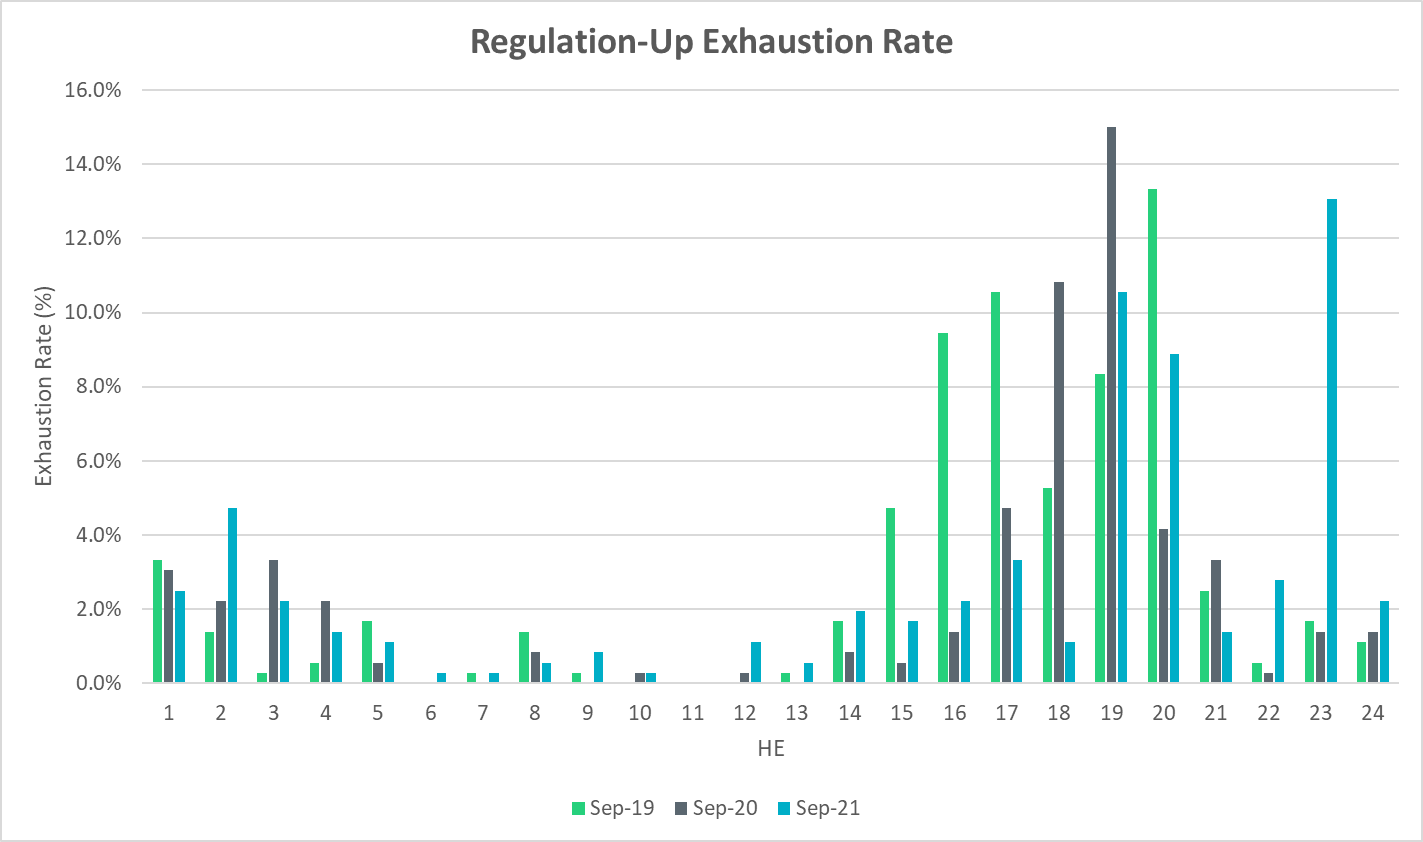 Regulation-Up Exhaustion Rate
16.0%
14.0%
12.0%
10.0%
8.0%
6.0%
4.0%
2.0%
0.0%
Exhaustion Rate (%)
1 2 3 4 5 6 7 8 9 10 11 12 13 14 15 16 17 18 19 20 21 22 23 24
HE
Sep-19 Sep-20 Sep-21